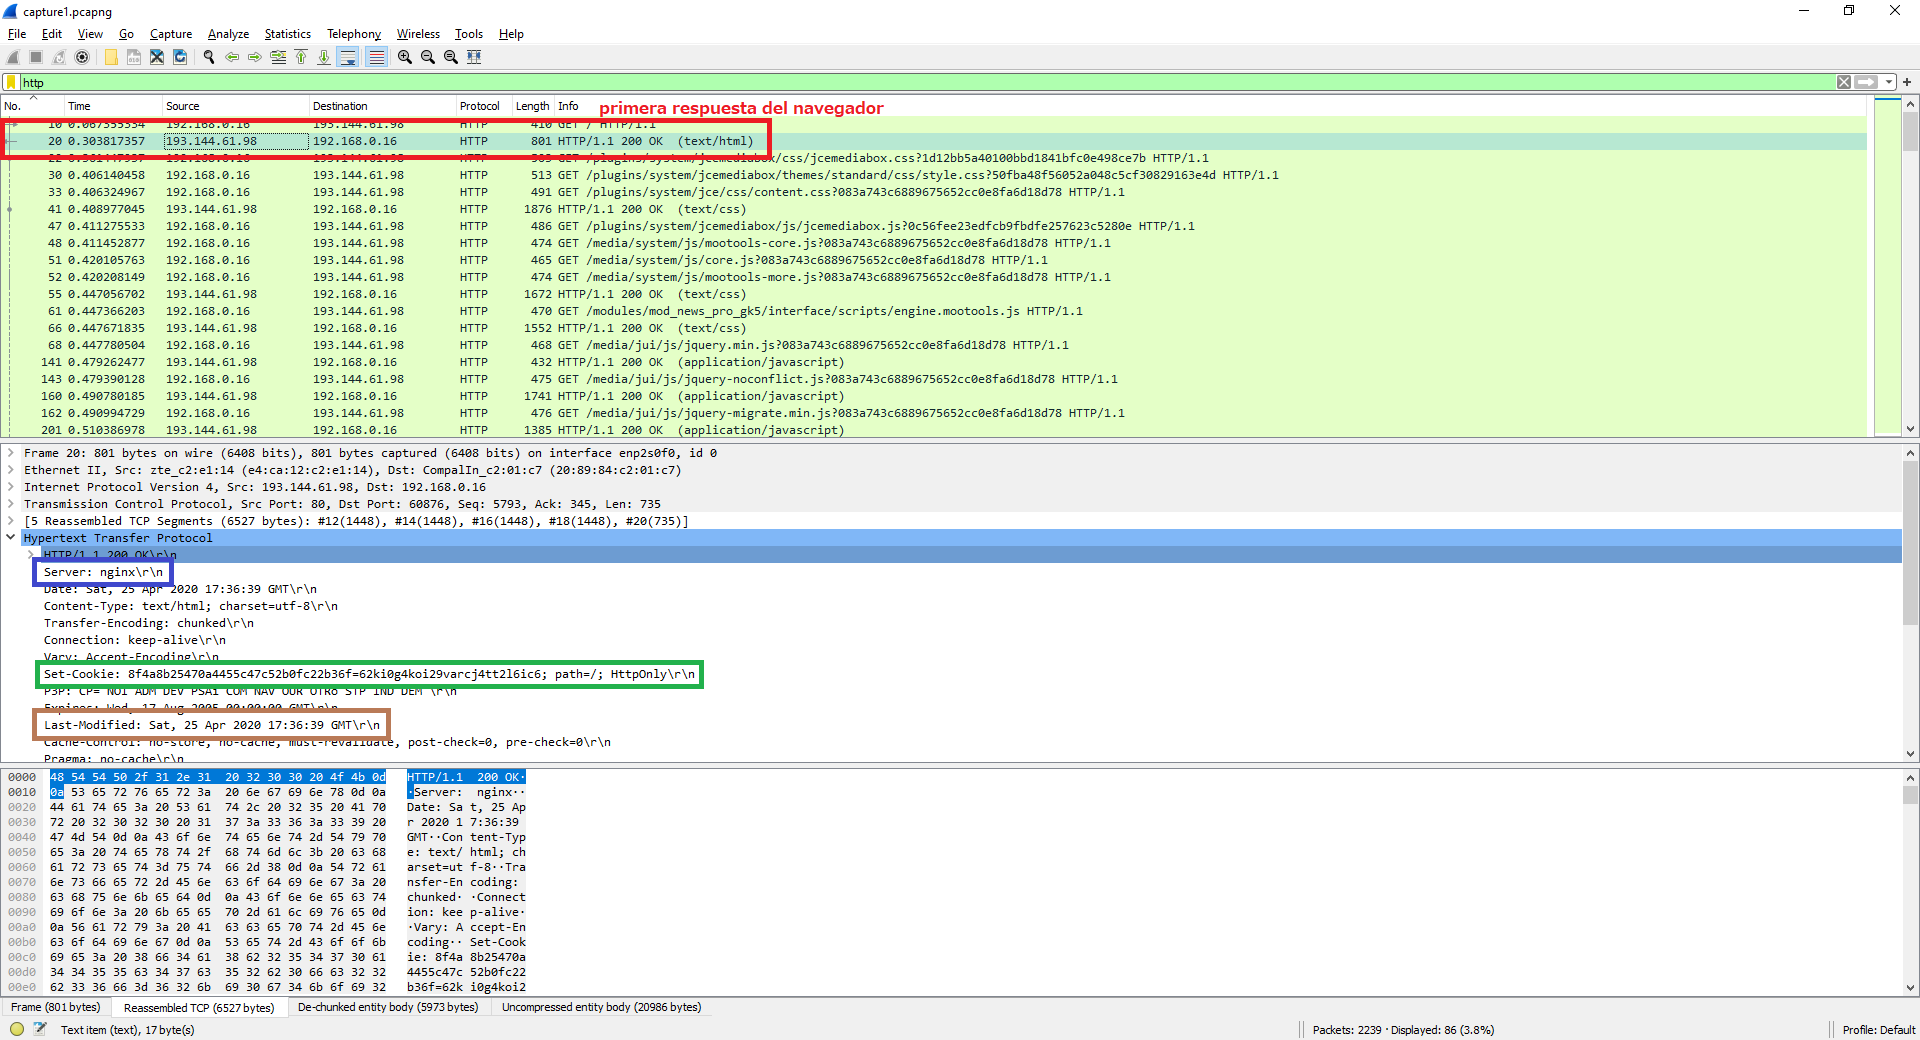 capture1.pcapng
File Edit View Go Capture Analyze Statistics Telephony Wireless Tools Help
http
No. Time Source Destination Protocol Length Info primera respuesta del navegador
10 0.067355334 192.168.0.16 193.144.61.98 HTTP 410 GET / HTTP/1.1
20 0.303817357 193.144.61.98 192.168.0.16 HTTP 801 HTTP/1.1 200 OK (text/html)
/plugins/system/jcemediabox/css/jcemediabox.css?1d12bb5a40100bbd1841bfc0e498ce7b HTTP/1.1
30 0.406140458 192.168.0.16 193.144.61.98 HTTP 513 GET /plugins/system/jcemediabox/themes/standard/css/style.css?50fba48f56052a048c5cf30829163e4d HTTP/1.1
33 0.406324967 192.168.0.16 193.144.61.98 HTTP 491 GET /plugins/system/jce/css/content.css?083a743c6889675652cc0e8fa6d18d78 HTTP/1.1
41 0.408977045 193.144.61.98 192.168.0.16 HTTP 1876 HTTP/1.1 200 OK (text/css)
47 0.411275533 192.168.0.16 193.144.61.98 HTTP 486 GET /plugins/system/jcemediabox/js/jcemediabox.js?0c56fee23edfcb9fbdfe257623c5280e HTTP/1.1
48 0.411452877 192.168.0.16 193.144.61.98 HTTP 474 GET /media/system/js/mootools-core.js?083a743c6889675652cc0e8fa6d18d78 HTTP/1.1
51 0.420105763 192.168.0.16 193.144.61.98 HTTP 465 GET /media/system/js/core.js?083a743c6889675652cc0e8fa6d18d78 HTTP/1.1
52 0.420208149 192.168.0.16 193.144.61.98 HTTP 474 GET /media/system/js/mootools-more.js?083a743c6889675652cc0e8fa6d18d78 HTTP/1.1
55 0.447056702 193.144.61.98 192.168.0.16 HTTP 1672 HTTP/1.1 200 OK (text/css)
61 0.447366203 192.168.0.16 193.144.61.98 HTTP 470 GET /modules/mod_news_pro_gk5/interface/scripts/engine.mootools.js HTTP/1.1
66 0.447671835 193.144.61.98 192.168.0.16 HTTP 1552 HTTP/1.1 200 OK (text/css)
68 0.447780504 192.168.0.16 193.144.61.98 HTTP 468 GET /media/jui/js/jquery.min.js?083a743c6889675652cc0e8fa6d18d78 HTTP/1.1
141 0.479262477 193.144.61.98 192.168.0.16 HTTP 432 HTTP/1.1 200 OK (application/javascript)
143 0.479390128 192.168.0.16 193.144.61.98 HTTP 475 GET /media/jui/js/jquery-noconflict.js?083a743c6889675652cc0e8fa6d18d78 HTTP/1.1
160 0.490780185 193.144.61.98 192.168.0.16 HTTP 1741 HTTP/1.1 200 OK (application/javascript)
162 0.490994729 192.168.0.16 193.144.61.98 HTTP 476 GET /media/jui/js/jquery-migrate.min.js?083a743c6889675652cc0e8fa6d18d78 HTTP/1.1
201 0.510386978 193.144.61.98 192.168.0.16 HTTP 1385 HTTP/1.1 200 OK (application/javascript)
Frame 20: 801 bytes on wire (6408 bits), 801 bytes captured (6408 bits) on interface enp2s0f0, id 0
Ethernet II, Src: zte_c2:e1:14 (e4:ca:12:c2:e1:14), Dst: CompalIn_c2:01:c7 (20:89:84:c2:01:c7)
Internet Protocol Version 4, Src: 193.144.61.98, Dst: 192.168.0.16
Transmission Control Protocol, Src Port: 80, Dst Port: 60876, Seq: 5793, Ack: 345, Len: 735
[5 Reassembled TCP Segments (6527 bytes): #12(1448), #14(1448), #16(1448), #18(1448), #20(735)]
Hypertext Transfer Protocol
HTTP/1.1 200 OK\r\n
Server: nginx\r\n
Date: Sat, 25 Apr 2020 17:36:39 GMT\r\n
Content-Type: text/html; charset=utf-8\r\n
Transfer-Encoding: chunked\r\n
Connection: keep-alive\r\n
Vary: Accept-Encoding\r\n
Set-Cookie: 8f4a8b25470a4455c47c52b0fc22b36f=62ki0g4koi29varcj4tt2l6ic6; path=/; HttpOnly\r\n
P3P: CP="NOI ADM DEV PSAi COM NAV OUR OTRo STP IND DEM"\r\n
Expires: Wed, 17 Aug 2005 00:00:00 GMT\r\n
Last-Modified: Sat, 25 Apr 2020 17:36:39 GMT\r\n
Cache-Control: no-store, no-cache, must-revalidate, post-check=0, pre-check=0\r\n
Pragma: no-cache\r\n
0000 48 54 54 50 2f 31 2e 31 20 32 30 30 20 4f 4b 0d HTTP/1.1 200 OK·
0010 0a 53 65 72 76 65 72 3a 20 6e 67 69 6e 78 0d 0a ·Server: nginx··
0020 44 61 74 65 3a 20 53 61 74 2c 20 32 35 20 41 70 Date: Sa t, 25 Ap
0030 72 20 32 30 32 30 20 31 37 3a 33 36 3a 33 39 20 r 2020 1 7:36:39
0040 47 4d 54 0d 0a 43 6f 6e 74 65 6e 74 2d 54 79 70 GMT··Con tent-Typ
0050 65 3a 20 74 65 78 74 2f 68 74 6d 6c 3b 20 63 68 e: text/ html; ch
0060 61 72 73 65 74 3d 75 74 66 2d 38 0d 0a 54 72 61 arset=ut f-8··Tra
0070 6e 73 66 65 72 2d 45 6e 63 6f 64 69 6e 67 3a 20 nsfer-En coding:
0080 63 68 75 6e 6b 65 64 0d 0a 43 6f 6e 6e 65 63 74 chunked· ·Connect
0090 69 6f 6e 3a 20 6b 65 65 70 2d 61 6c 69 76 65 0d ion: kee p-alive·
00a0 0a 56 61 72 79 3a 20 41 63 63 65 70 74 2d 45 6e ·Vary: A ccept-En
00b0 63 6f 64 69 6e 67 0d 0a 53 65 74 2d 43 6f 6f 6b coding·· Set-Cook
00c0 69 65 3a 20 38 66 34 61 38 62 32 35 34 37 30 61 ie: 8f4a 8b25470a
00d0 34 34 35 35 63 34 37 63 35 32 62 30 66 63 32 32 4455c47c 52b0fc22
00e0 62 33 36 66 3d 36 32 6b 69 30 67 34 6b 6f 69 32 b36f=62k i0g4koi2
Frame (801 bytes) Reassembled TCP (6527 bytes) De-chunked entity body (5973 bytes) Uncompressed entity body (20986 bytes)
Text item (text), 17 byte(s) Packets: 2239 · Displayed: 86 (3.8%) Profile: Default